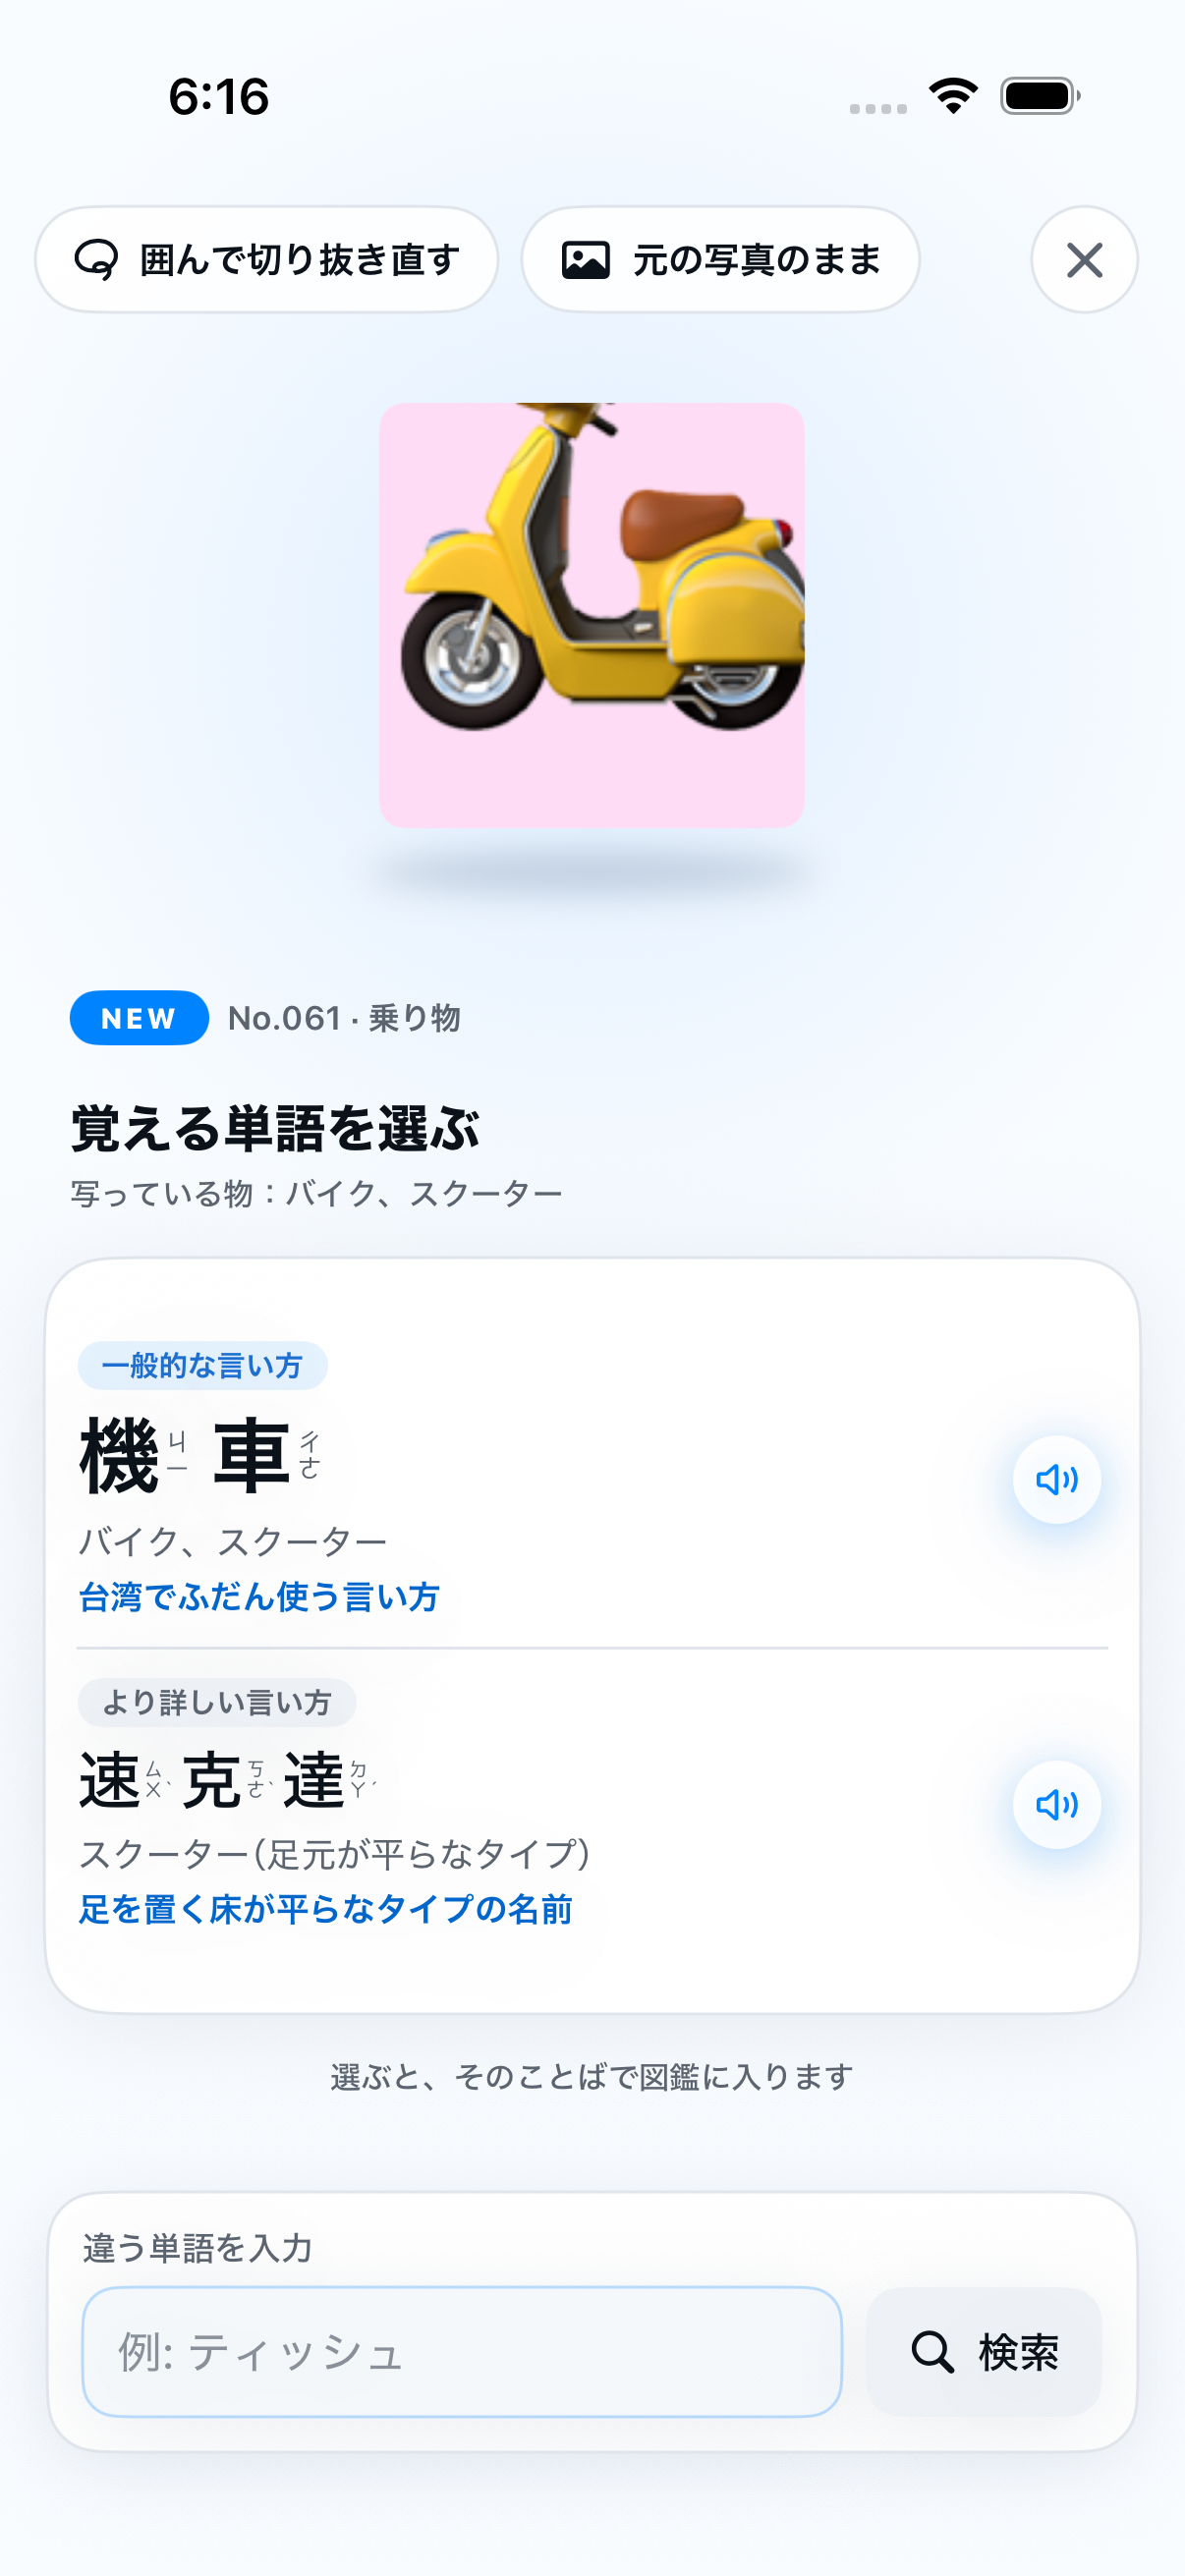 6:16
囲んで切り抜き直す
元の写真のまま
NEW No.061 · 乗り物
覚える単語を選ぶ
写っている物：バイク、スクーター
一般的な言い方
機ㄐㄧ 車ㄔㄜ
バイク、スクーター
台湾でふだん使う言い方
より詳しい言い方
速ㄙㄨˋ 克ㄎㄜˋ 達ㄉㄚˊ
スクーター(足元が平らなタイプ)
足を置く床が平らなタイプの名前
選ぶと、そのことばで図鑑に入ります
違う単語を入力
例: ティッシュ
検索